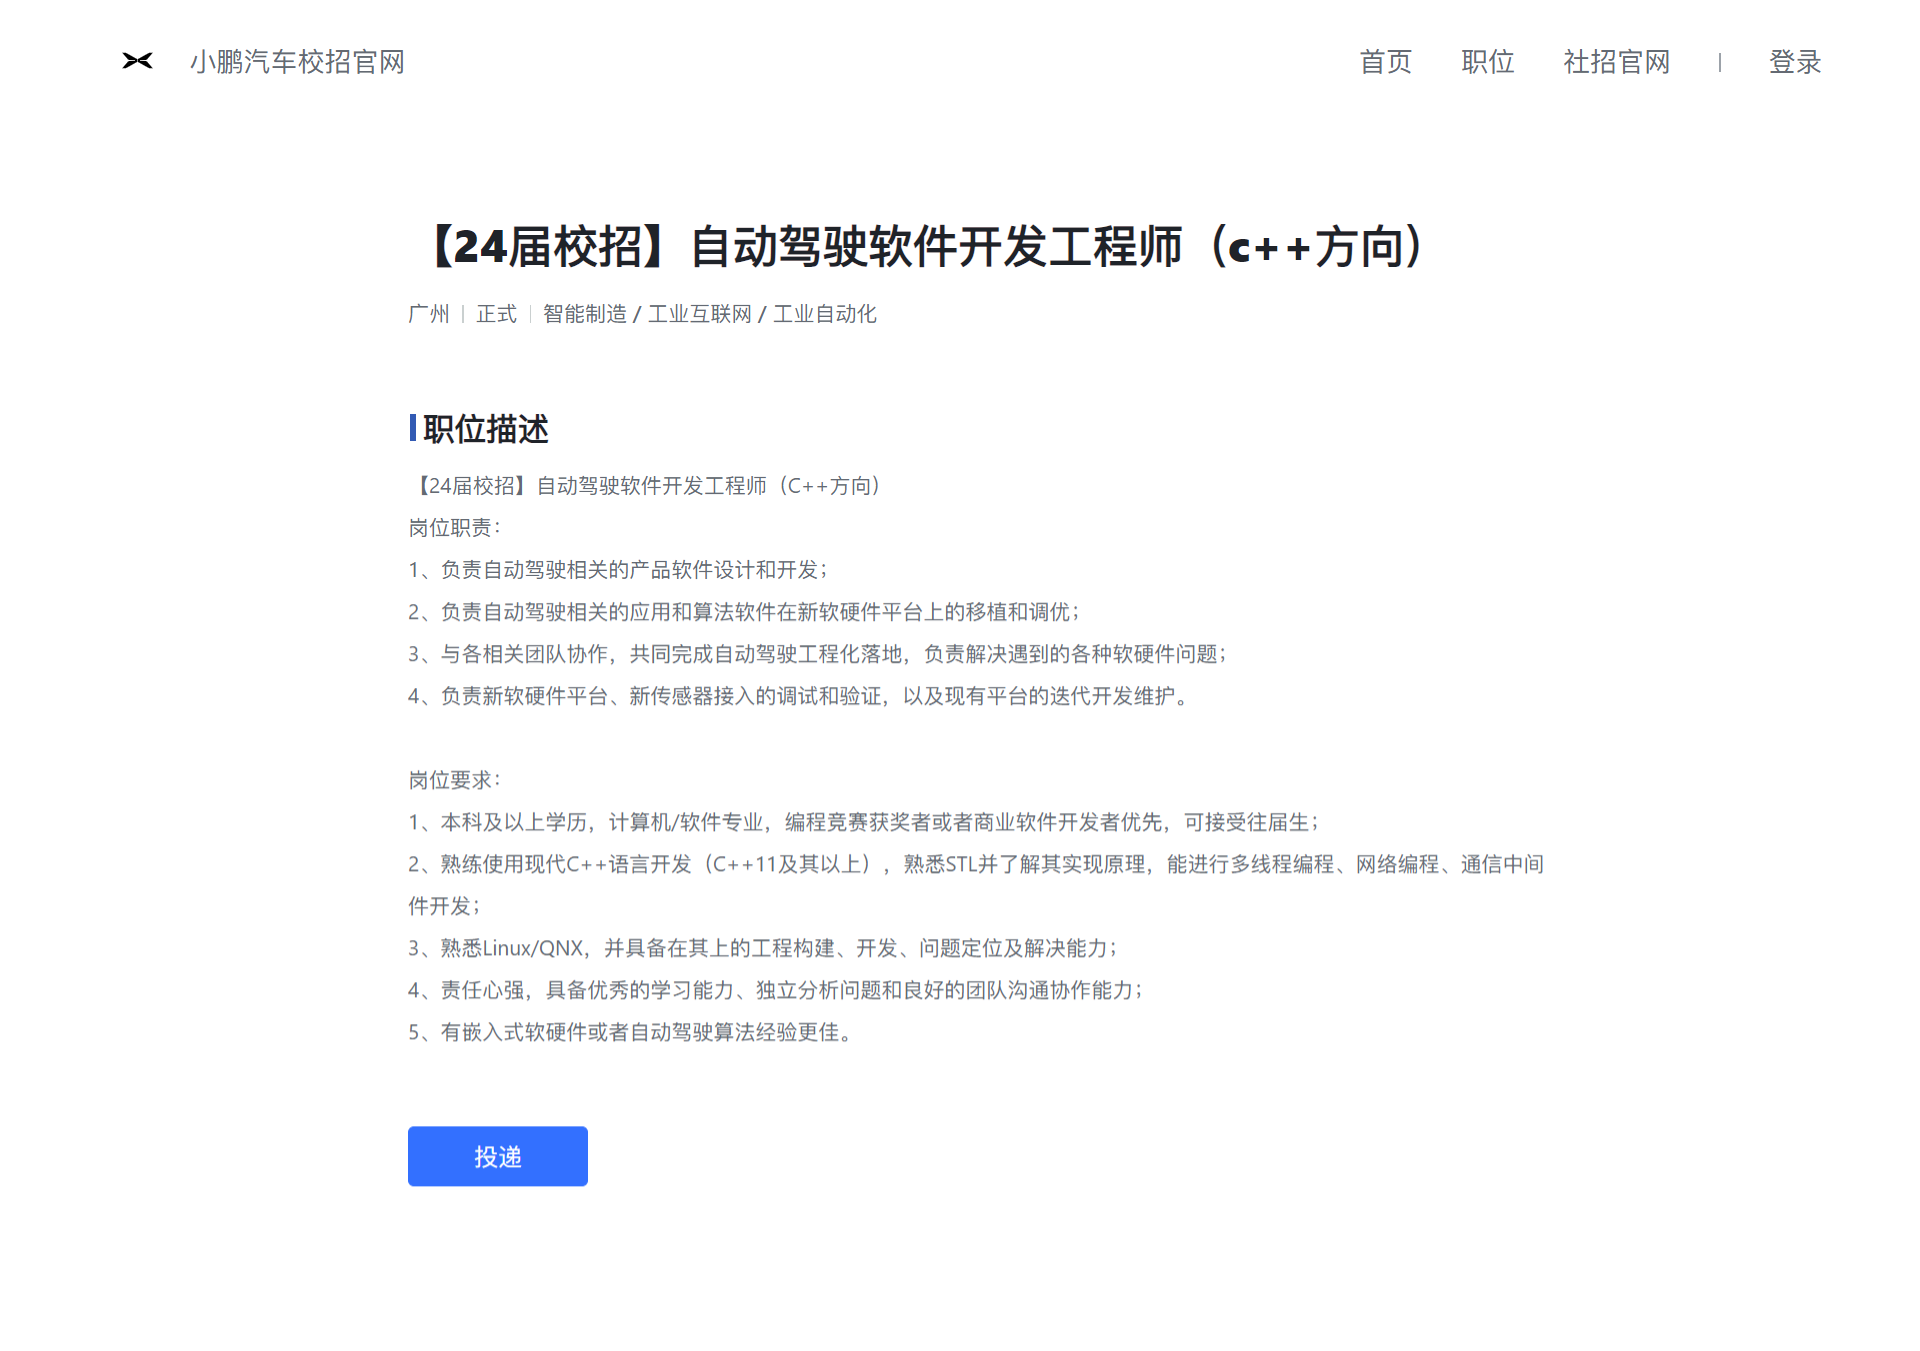 小鹏汽车校招官网
首页
职位
社招官网
登录
【24届校招】自动驾驶软件开发工程师（c++方向）
广州 | 正式 | 智能制造 / 工业互联网 / 工业自动化
职位描述
【24届校招】自动驾驶软件开发工程师（C++方向）
岗位职责：
1、负责自动驾驶相关的产品软件设计和开发；
2、负责自动驾驶相关的应用和算法软件在新软硬件平台上的移植和调优；
3、与各相关团队协作，共同完成自动驾驶工程化落地，负责解决遇到的各种软硬件问题；
4、负责新软硬件平台、新传感器接入的调试和验证，以及现有平台的迭代开发维护。
岗位要求：
1、本科及以上学历，计算机/软件专业，编程竞赛获奖者或者商业软件开发者优先，可接受往届生；
2、熟练使用现代C++语言开发（C++11及其以上），熟悉STL并了解其实现原理，能进行多线程编程、网络编程、通信中间
件开发；
3、熟悉Linux/QNX，并具备在其上的工程构建、开发、问题定位及解决能力；
4、责任心强，具备优秀的学习能力、独立分析问题和良好的团队沟通协作能力；
5、有嵌入式软硬件或者自动驾驶算法经验更佳。
投递